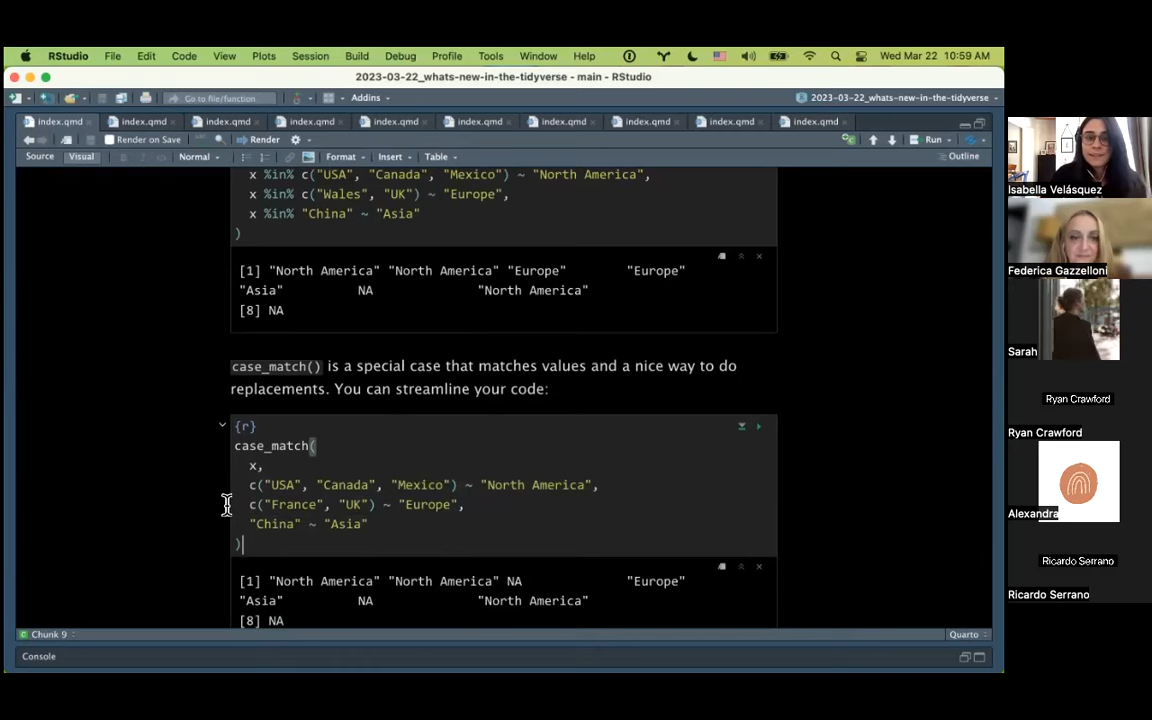 RStudio File Edit Code View Plots Session Build Debug Profile Tools Window Help Wed Mar 22 10:59 AM
2023-03-22_whats-new-in-the-tidyverse - main - RStudio
Go to file/function Addins 2023-03-22_whats-new-in-the-tidyverse
index.qmd index.qmd index.qmd index.qmd index.qmd index.qmd index.qmd index.qmd index.qmd index.qmd
Render on Save Render Run
Source Visual B I Normal Format Insert Table Outline
x %in% c("USA", "Canada", "Mexico") ~ "North America",
x %in% c("Wales", "UK") ~ "Europe",
x %in% "China" ~ "Asia"
)
[1] "North America" "North America" "Europe" "Europe"
"Asia" NA "North America"
[8] NA
case_match() is a special case that matches values and a nice way to do
replacements. You can streamline your code:
{r}
case_match(
x,
c("USA", "Canada", "Mexico") ~ "North America",
c("France", "UK") ~ "Europe",
"China" ~ "Asia"
)
[1] "North America" "North America" NA "Europe"
"Asia" NA "North America"
[8] NA
Chunk 9 Quarto
Console
Isabella Velásquez
Federica Gazzelloni
Sarah
Ryan Crawford
Ryan Crawford
Alexandra
Ricardo Serrano
Ricardo Serrano